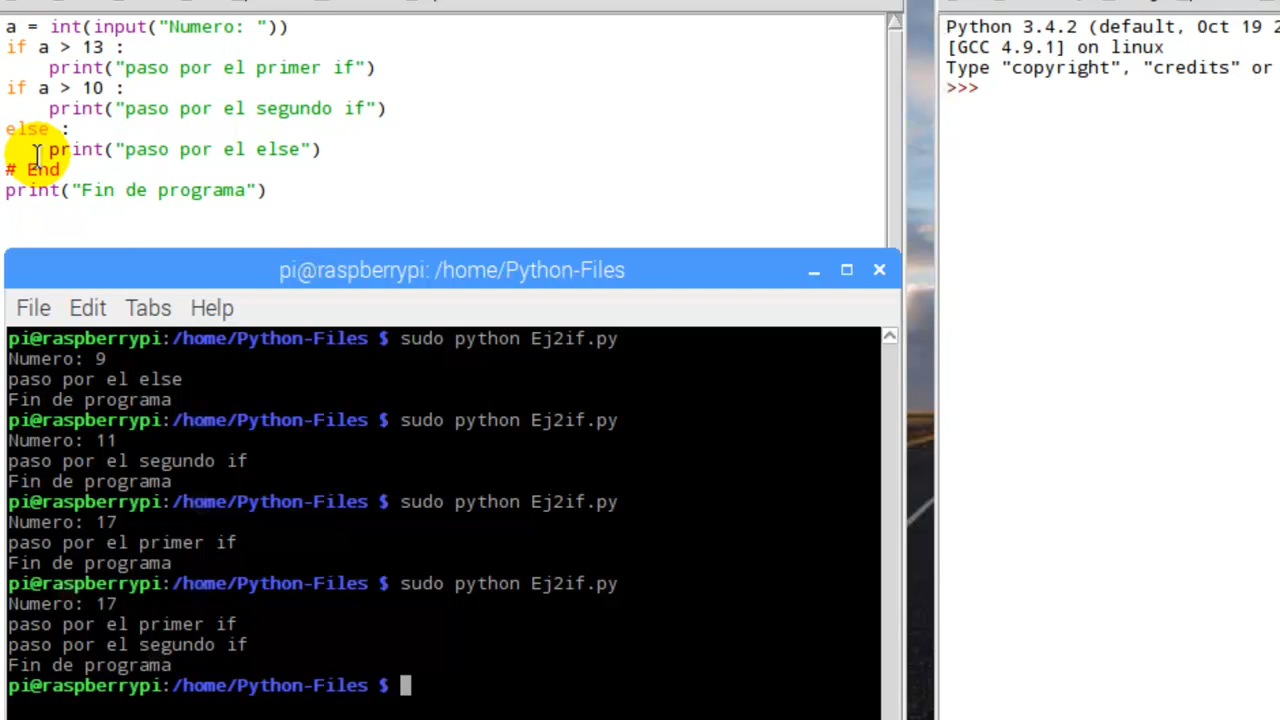 a = int(input("Numero: "))
if a > 13 :
    print("paso por el primer if")
if a > 10 :
    print("paso por el segundo if")
else :
    print("paso por el else")
# End
print("Fin de programa")
Python 3.4.2 (default, Oct 19 2
[GCC 4.9.1] on linux
Type "copyright", "credits" or
>>>
pi@raspberrypi: /home/Python-Files
File Edit Tabs Help
pi@raspberrypi:/home/Python-Files $ sudo python Ej2if.py
Numero: 9
paso por el else
Fin de programa
pi@raspberrypi:/home/Python-Files $ sudo python Ej2if.py
Numero: 11
paso por el segundo if
Fin de programa
pi@raspberrypi:/home/Python-Files $ sudo python Ej2if.py
Numero: 17
paso por el primer if
Fin de programa
pi@raspberrypi:/home/Python-Files $ sudo python Ej2if.py
Numero: 17
paso por el primer if
paso por el segundo if
Fin de programa
pi@raspberrypi:/home/Python-Files $